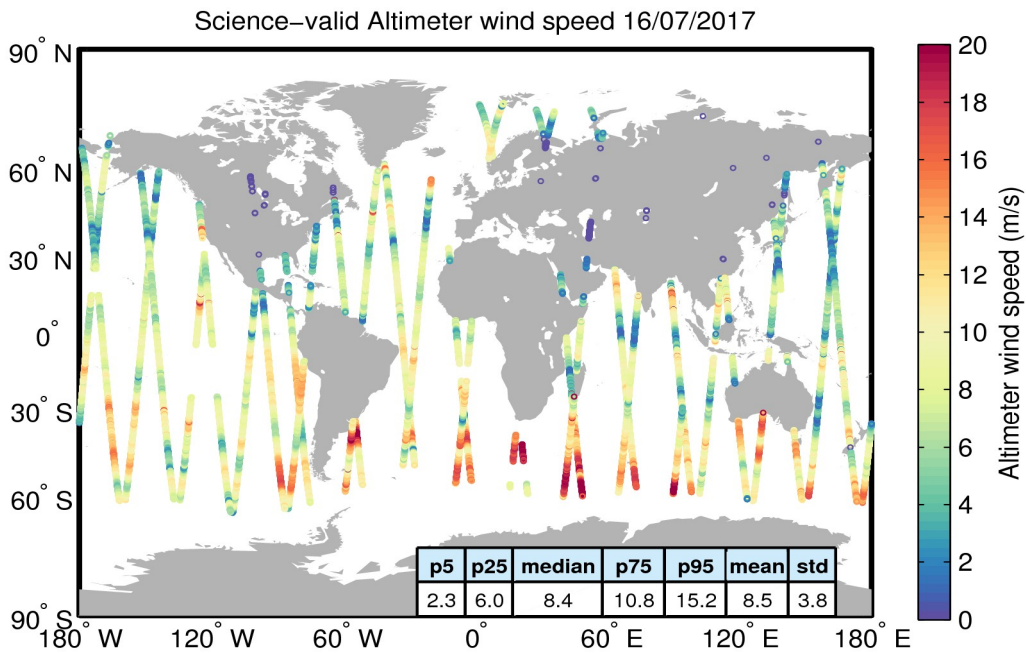 Science−valid Altimeter wind speed 16/07/2017
90° N
60° N
30° N
0°
30° S
60° S
90° S
180° W
120° W
60° W
0°
60° E
120° E
180° E
p5 p25 median p75 p95 mean std
2.3 6.0 8.4 10.8 15.2 8.5 3.8
20
18
16
14
12
10
8
6
4
2
0
Altimeter wind speed (m/s)